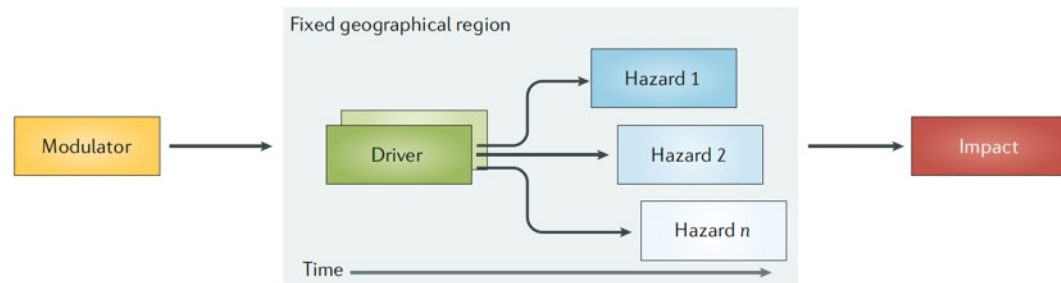 Fixed geographical region
Modulator
Driver
Hazard 1
Hazard 2
Hazard n
Impact
Time